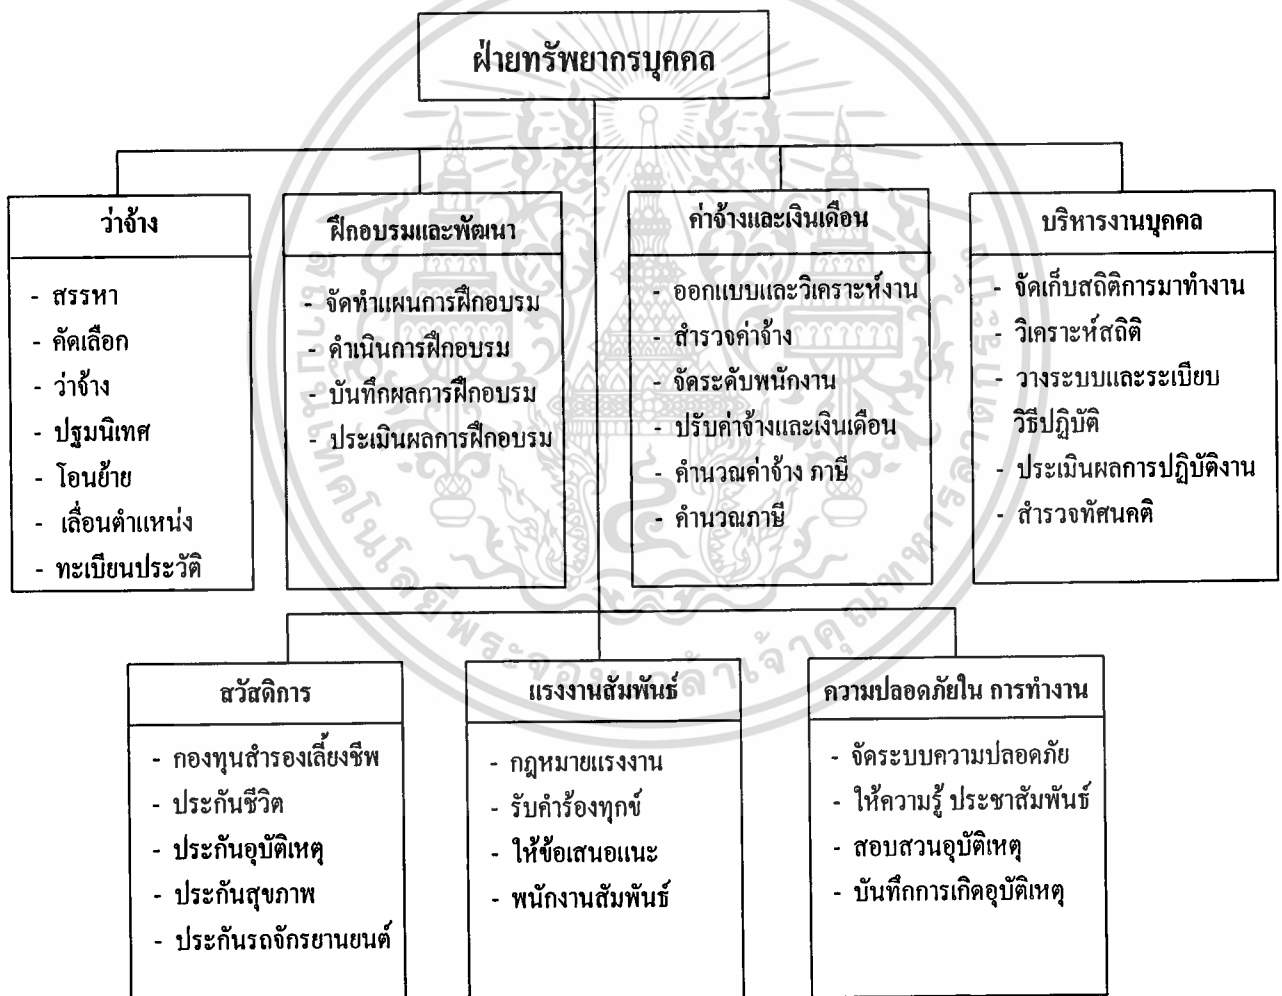 ฝ่ายทรัพยากรบุคคล
ว่าจ้าง
- สรรหา
- คัดเลือก
- ว่าจ้าง
- ปฐมนิเทศ
- โอนย้าย
- เลื่อนตำแหน่ง
- ทะเบียนประวัติ
ฝึกอบรมและพัฒนา
- จัดทำแผนการฝึกอบรม
- ดำเนินการฝึกอบรม
- บันทึกผลการฝึกอบรม
- ประเมินผลการฝึกอบรม
ค่าจ้างและเงินเดือน
- ออกแบบและวิเคราะห์งาน
- สำรวจค่าจ้าง
- จัดระดับพนักงาน
- ปรับค่าจ้างและเงินเดือน
- คำนวณค่าจ้าง ภาษี
- คำนวณภาษี
บริหารงานบุคคล
- จัดเก็บสถิติการมาทำงาน
- วิเคราะห์สถิติ
- วางระบบและระเบียบ
วิธีปฏิบัติ
- ประเมินผลการปฏิบัติงาน
- สำรวจทัศนคติ
สวัสดิการ
- กองทุนสำรองเลี้ยงชีพ
- ประกันชีวิต
- ประกันอุบัติเหตุ
- ประกันสุขภาพ
- ประกันรถจักรยานยนต์
แรงงานสัมพันธ์
- กฎหมายแรงงาน
- รับคำร้องทุกข์
- ให้ข้อเสนอแนะ
- พนักงานสัมพันธ์
ความปลอดภัยใน การทำงาน
- จัดระบบความปลอดภัย
- ให้ความรู้ ประชาสัมพันธ์
- สอบสวนอุบัติเหตุ
- บันทึกการเกิดอุบัติเหตุ